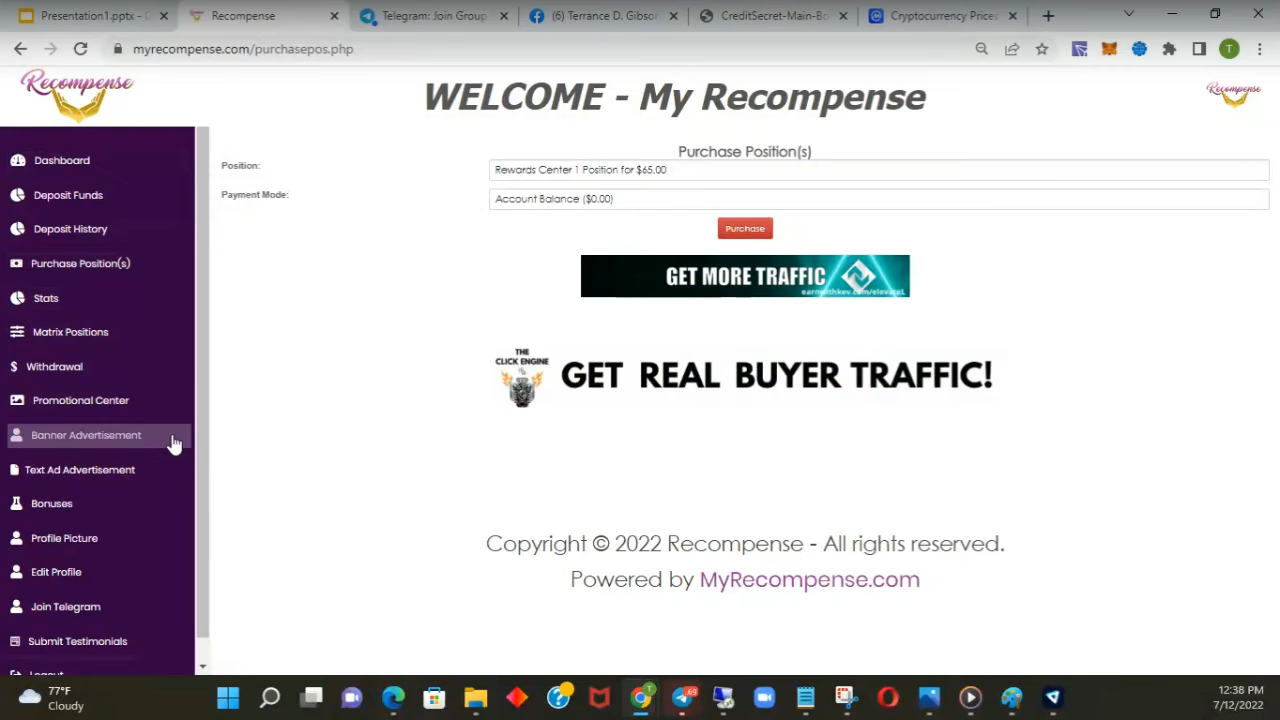 Presentation1.pptx - G
Recompense
Telegram: Join Group
(6) Terrance D. Gibson
CreditSecret-Main-Bo
Cryptocurrency Prices
myrecompense.com/purchasepos.php
T
Recompense
WELCOME - My Recompense
Recompense
Dashboard
Deposit Funds
Deposit History
Purchase Position(s)
Stats
Matrix Positions
Withdrawal
Promotional Center
Banner Advertisement
Text Ad Advertisement
Bonuses
Profile Picture
Edit Profile
Join Telegram
Submit Testimonials
Logout
Purchase Position(s)
Position:
Rewards Center 1 Position for $65.00
Payment Mode:
Account Balance ($0.00)
Purchase
GET MORE TRAFFIC
THE
CLICK ENGINE
GET REAL BUYER TRAFFIC!
Copyright © 2022 Recompense - All rights reserved.
Powered by MyRecompense.com
77°F
Cloudy
T
69
12:38 PM
7/12/2022